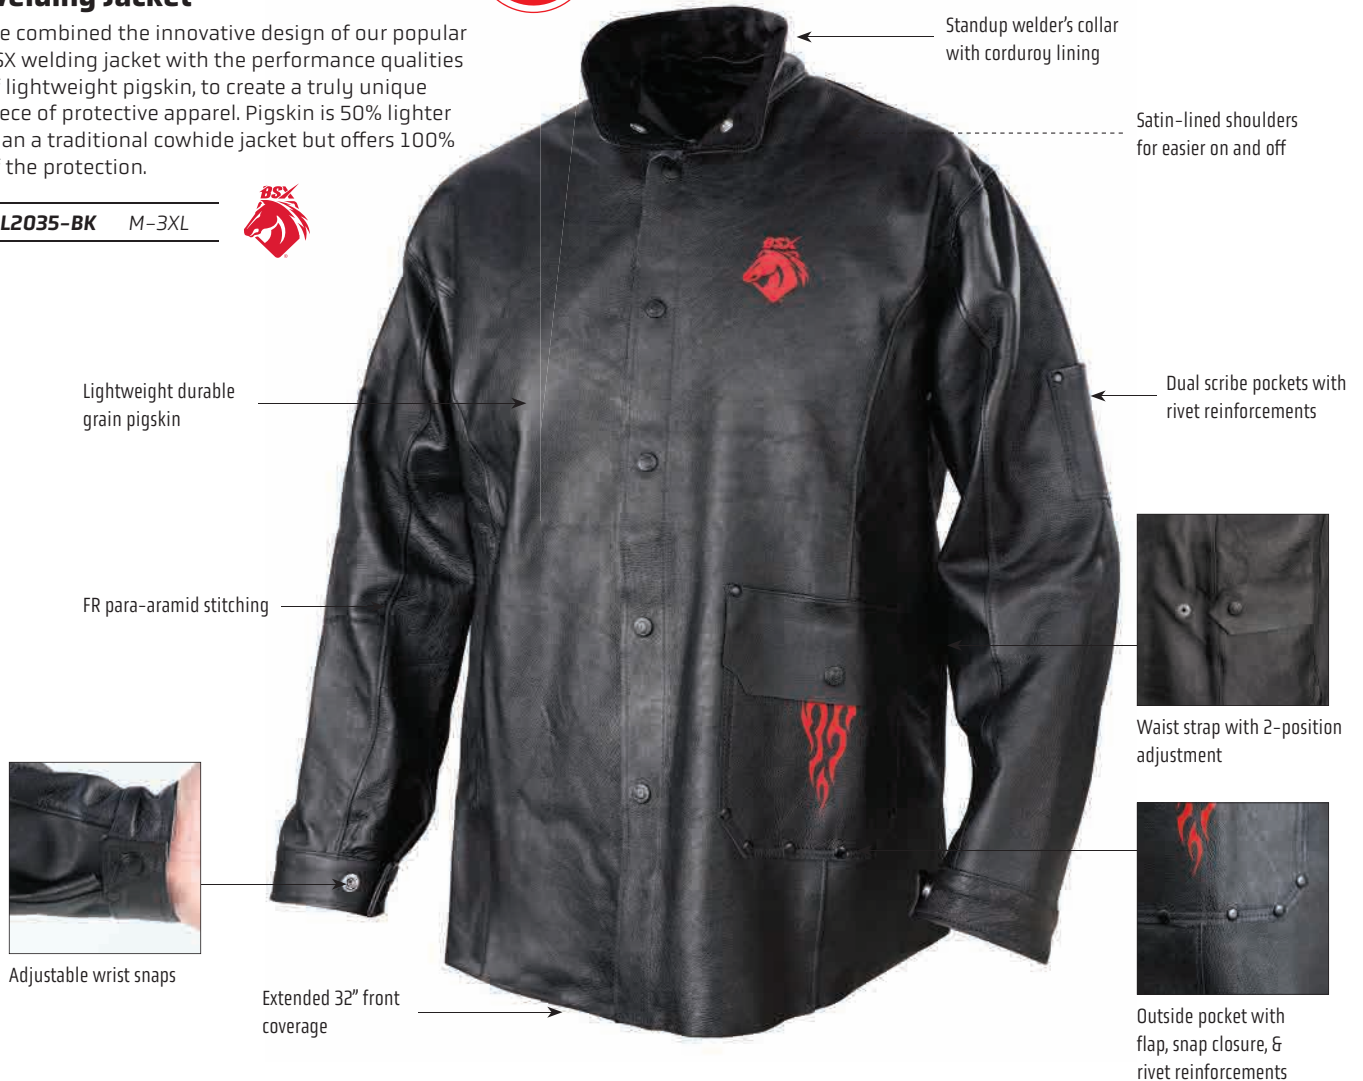 elding Jacket
e combined the innovative design of our popular
SX welding jacket with the performance qualities
f lightweight pigskin, to create a truly unique
iece of protective apparel. Pigskin is 50% lighter
an a traditional cowhide jacket but offers 100%
f the protection.
L2035-BK M-3XL
BSX
BSX
Standup welder's collar
with corduroy lining
Satin-lined shoulders
for easier on and off
Lightweight durable
grain pigskin
Dual scribe pockets with
rivet reinforcements
FR para-aramid stitching
Waist strap with 2-position
adjustment
Adjustable wrist snaps
Extended 32" front
coverage
Outside pocket with
flap, snap closure, &
rivet reinforcements